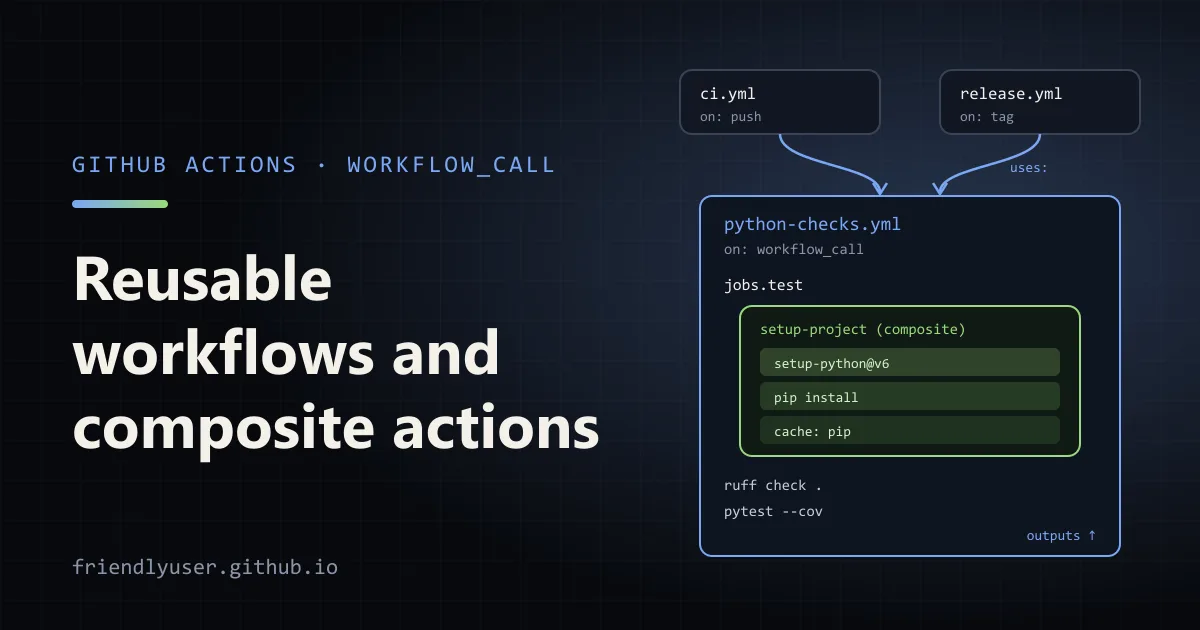 GITHUB ACTIONS · WORKFLOW_CALL
Reusable
workflows and
composite actions
friendlyuser.github.io
ci.yml
on: push
release.yml
on: tag
uses:
python-checks.yml
on: workflow_call
jobs.test
setup-project (composite)
setup-python@v6
pip install
cache: pip
ruff check .
pytest --cov
outputs ↑